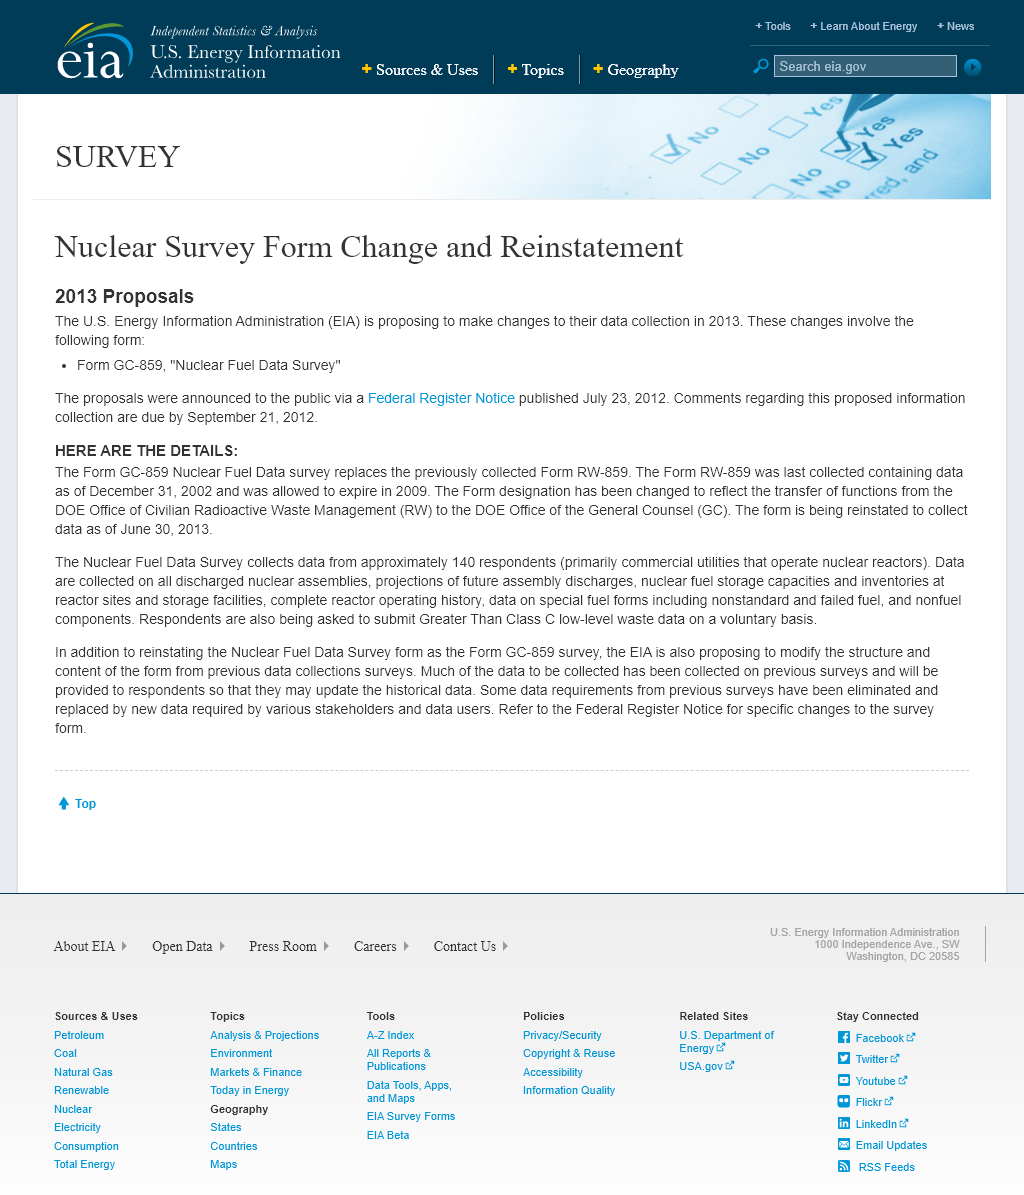 eia
Independent Statistics & Analysis
U.S. Energy Information
Administration
+ Sources & Uses
+ Topics
+ Geography
+ Tools
+ Learn About Energy
+ News
Search eia.gov
SURVEY
No
Yes
No
Yes
No
No
Yes
red, and
Nuclear Survey Form Change and Reinstatement
2013 Proposals
The U.S. Energy Information Administration (EIA) is proposing to make changes to their data collection in 2013. These changes involve the
following form:
• Form GC-859, "Nuclear Fuel Data Survey"
The proposals were announced to the public via a Federal Register Notice published July 23, 2012. Comments regarding this proposed information
collection are due by September 21, 2012.
HERE ARE THE DETAILS:
The Form GC-859 Nuclear Fuel Data survey replaces the previously collected Form RW-859. The Form RW-859 was last collected containing data
as of December 31, 2002 and was allowed to expire in 2009. The Form designation has been changed to reflect the transfer of functions from the
DOE Office of Civilian Radioactive Waste Management (RW) to the DOE Office of the General Counsel (GC). The form is being reinstated to collect
data as of June 30, 2013.
The Nuclear Fuel Data Survey collects data from approximately 140 respondents (primarily commercial utilities that operate nuclear reactors). Data
are collected on all discharged nuclear assemblies, projections of future assembly discharges, nuclear fuel storage capacities and inventories at
reactor sites and storage facilities, complete reactor operating history, data on special fuel forms including nonstandard and failed fuel, and nonfuel
components. Respondents are also being asked to submit Greater Than Class C low-level waste data on a voluntary basis.
In addition to reinstating the Nuclear Fuel Data Survey form as the Form GC-859 survey, the EIA is also proposing to modify the structure and
content of the form from previous data collections surveys. Much of the data to be collected has been collected on previous surveys and will be
provided to respondents so that they may update the historical data. Some data requirements from previous surveys have been eliminated and
replaced by new data required by various stakeholders and data users. Refer to the Federal Register Notice for specific changes to the survey
form.
Top
About EIA
Open Data
Press Room
Careers
Contact Us
U.S. Energy Information Administration
1000 Independence Ave., SW
Washington, DC 20585
Sources & Uses
Petroleum
Coal
Natural Gas
Renewable
Nuclear
Electricity
Consumption
Total Energy
Topics
Analysis & Projections
Environment
Markets & Finance
Today in Energy
Geography
States
Countries
Maps
Tools
A-Z Index
All Reports &
Publications
Data Tools, Apps,
and Maps
EIA Survey Forms
EIA Beta
Policies
Privacy/Security
Copyright & Reuse
Accessibility
Information Quality
Related Sites
U.S. Department of
Energy
USA.gov
Stay Connected
Facebook
Twitter
Youtube
Flickr
LinkedIn
Email Updates
RSS Feeds